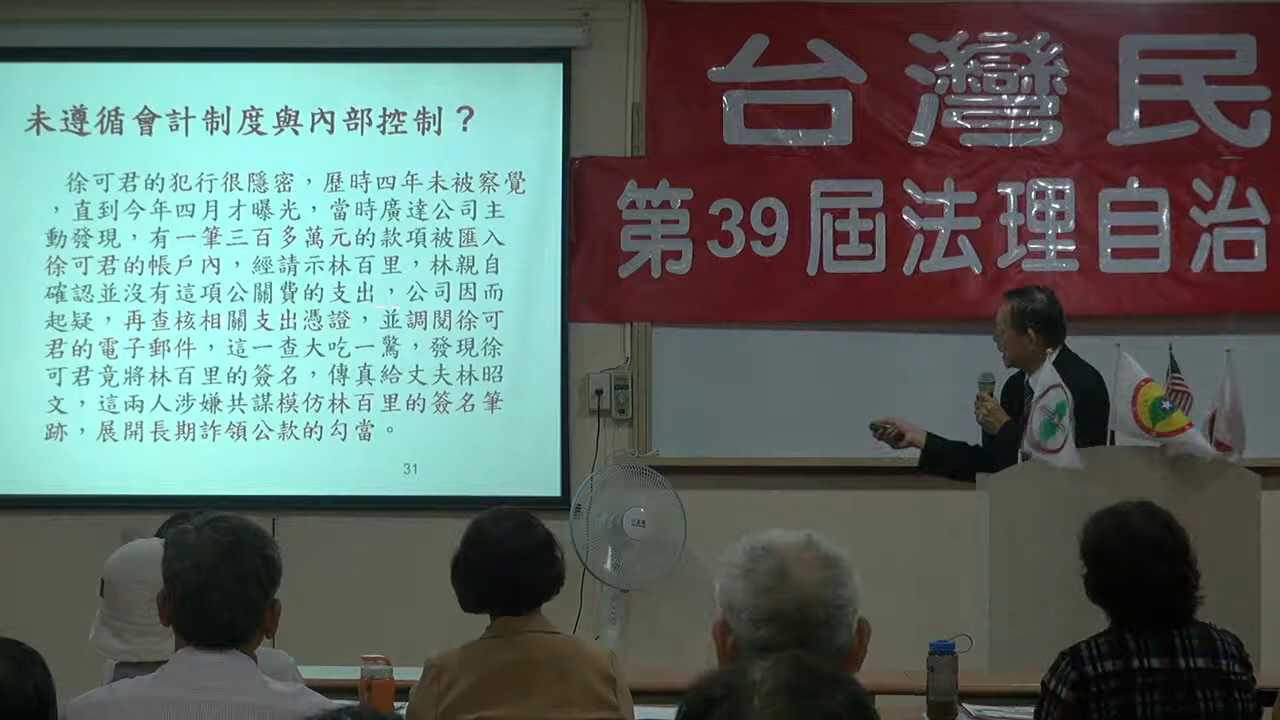 未遵循會計制度與內部控制？
徐可君的犯行很隱密，歷時四年未被察覺
，直到今年四月才曝光，當時廣達公司主
動發現，有一筆三百多萬元的款項被匯入
徐可君的帳戶內，經請示林百里，林親自
確認並沒有這項公關費的支出，公司因而
起疑，再查核相關支出憑證，並調閱徐可
君的電子郵件，這一查大吃一驚，發現徐
可君竟將林百里的簽名，傳真給丈夫林昭
文，這兩人涉嫌共謀模仿林百里的簽名筆
跡，展開長期詐領公款的勾當。
31
台灣民
第39屆法理自治